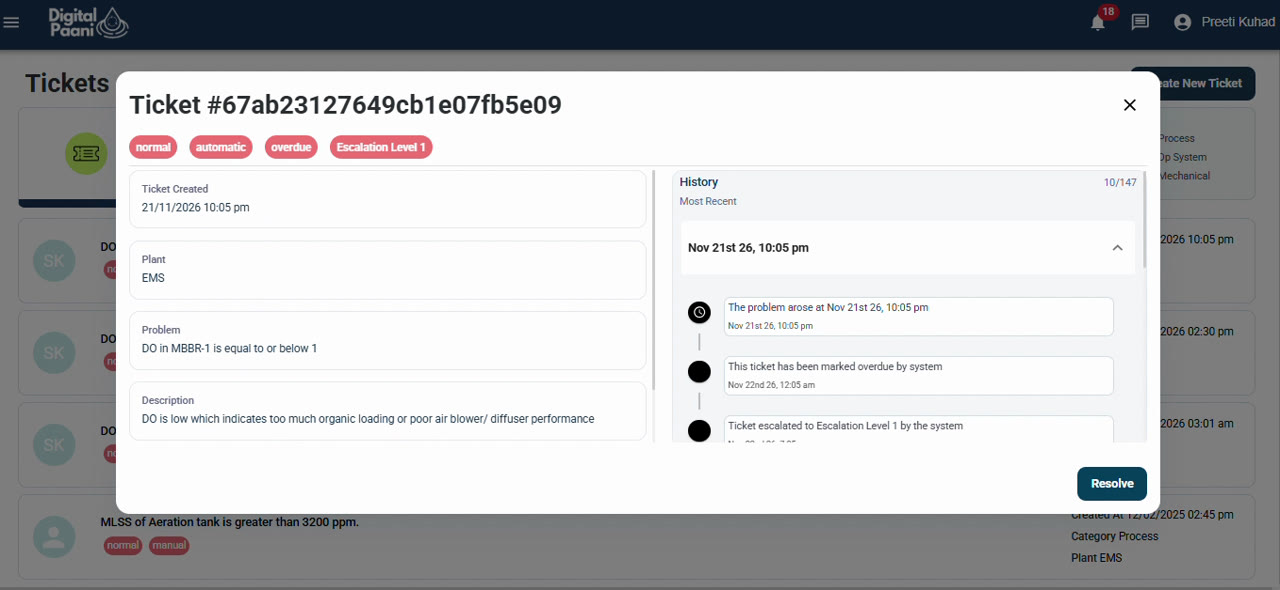 Digital
Paani
18
Preeti Kuhad
Tickets
ate New Ticket
Ticket #67ab23127649cb1e07fb5e09
normal
automatic
overdue
Escalation Level 1
Ticket Created
21/11/2026 10:05 pm
Plant
EMS
Problem
DO in MBBR-1 is equal to or below 1
Description
DO is low which indicates too much organic loading or poor air blower/ diffuser performance
History
10/147
Most Recent
Nov 21st 26, 10:05 pm
The problem arose at Nov 21st 26, 10:05 pm
Nov 21st 26, 10:05 pm
This ticket has been marked overdue by system
Nov 22nd 26, 12:05 am
Ticket escalated to Escalation Level 1 by the system
Resolve
Process
Op System
Mechanical
SK
DO
2026 10:05 pm
SK
DO
2026 02:30 pm
SK
DO
2026 03:01 am
MLSS of Aeration tank is greater than 3200 ppm.
normal
manual
Created At 12/02/2025 02:45 pm
Category Process
Plant EMS